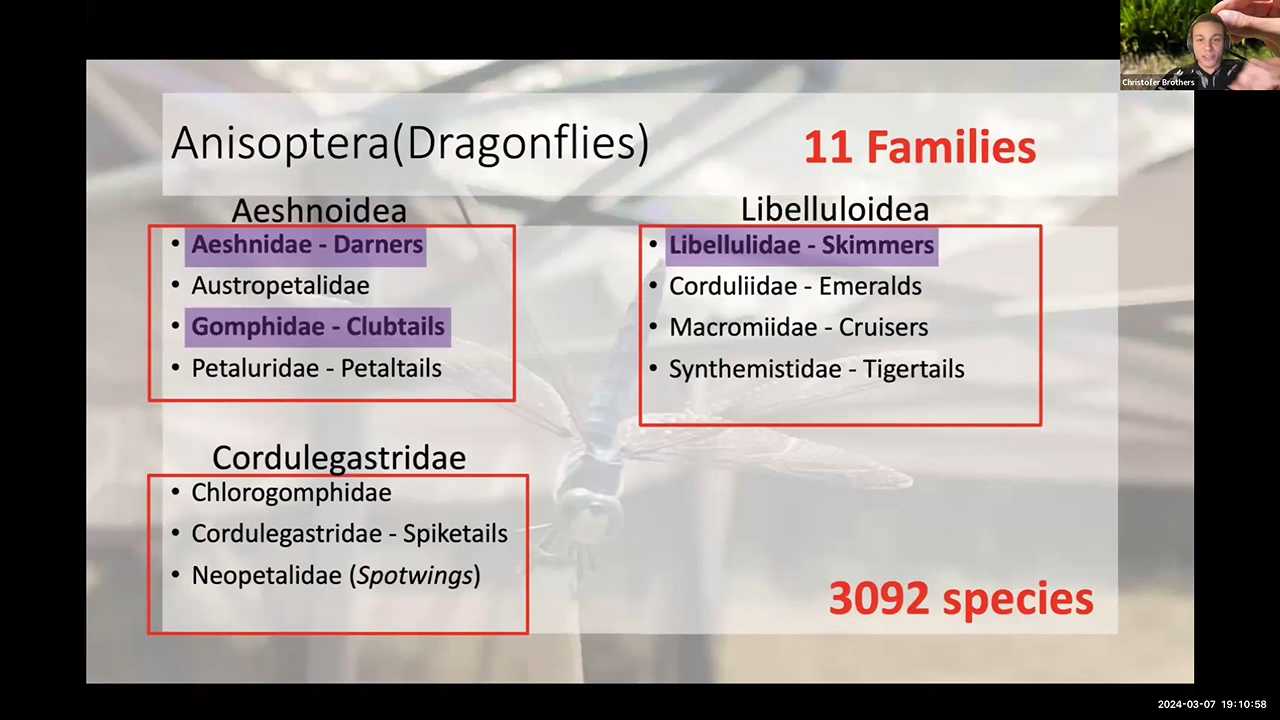 Anisoptera(Dragonflies)
11 Families
Aeshnoidea
• Aeshnidae - Darners
• Austropetalidae
• Gomphidae - Clubtails
• Petaluridae - Petaltails
Libelluloidea
• Libellulidae - Skimmers
• Corduliidae - Emeralds
• Macromiidae - Cruisers
• Synthemistidae - Tigertails
Cordulegastridae
• Chlorogomphidae
• Cordulegastridae - Spiketails
• Neopetalidae (Spotwings)
3092 species
Christofer Brothers
2024-03-07 19:10:58